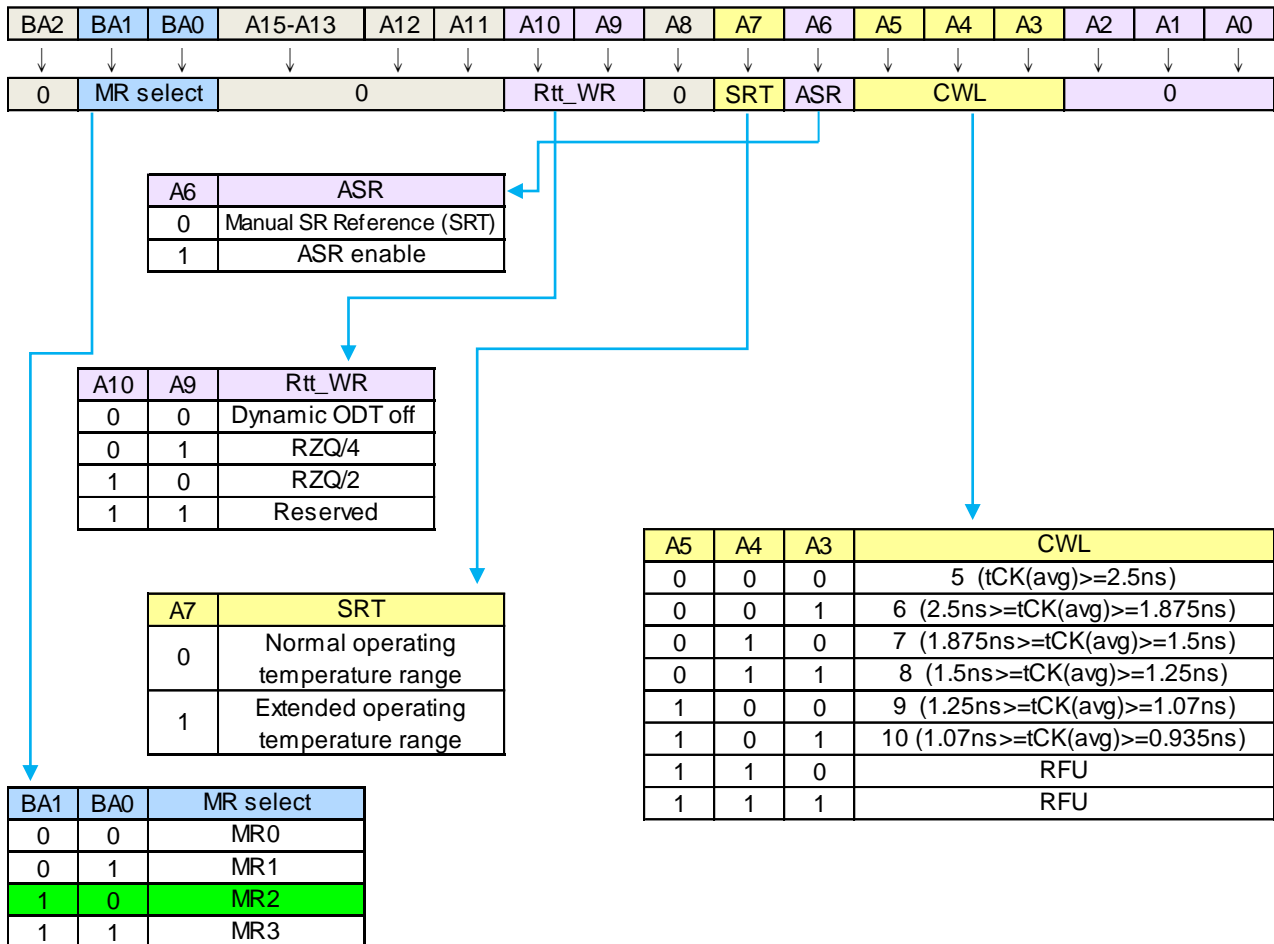 BA2 BA1 BA0 A15-A13 A12 A11 A10 A9 A8 A7 A6 A5 A4 A3 A2 A1 A0
0 MR select 0 Rtt_WR 0 SRT ASR CWL 0
A6 ASR
0 Manual SR Reference (SRT)
1 ASR enable
A10 A9 Rtt_WR
0 0 Dynamic ODT off
0 1 RZQ/4
1 0 RZQ/2
1 1 Reserved
A5 A4 A3 CWL
0 0 0 5 (tCK(avg)>=2.5ns)
0 0 1 6 (2.5ns>=tCK(avg)>=1.875ns)
0 1 0 7 (1.875ns>=tCK(avg)>=1.5ns)
0 1 1 8 (1.5ns>=tCK(avg)>=1.25ns)
1 0 0 9 (1.25ns>=tCK(avg)>=1.07ns)
1 0 1 10 (1.07ns>=tCK(avg)>=0.935ns)
1 1 0 RFU
1 1 1 RFU
A7 SRT
0 Normal operating
temperature range
1 Extended operating
temperature range
BA1 BA0 MR select
0 0 MR0
0 1 MR1
1 0 MR2
1 1 MR3